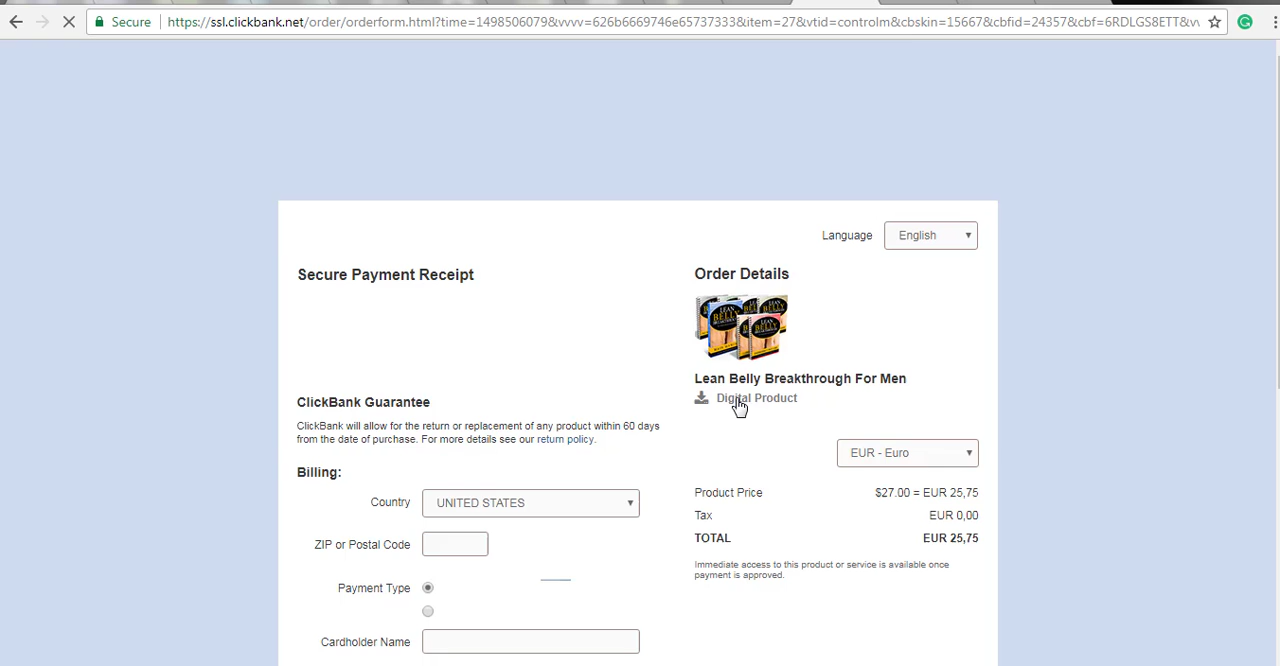 Secure
https://ssl.clickbank.net/order/orderform.html?time=1498506079&vvvv=626b6669746e65737333&item=27&vtid=controlm&cbskin=15667&cbfid=24357&cbf=6RDLGS8ETT&vv
Language English
Secure Payment Receipt
Order Details
LEAN BELLY
Lean Belly Breakthrough For Men
Digital Product
ClickBank Guarantee
ClickBank will allow for the return or replacement of any product within 60 days
from the date of purchase. For more details see our return policy.
EUR - Euro
Billing:
Country UNITED STATES
Product Price $27.00 = EUR 25,75
Tax EUR 0,00
TOTAL EUR 25,75
ZIP or Postal Code
Immediate access to this product or service is available once
payment is approved.
Payment Type
Cardholder Name